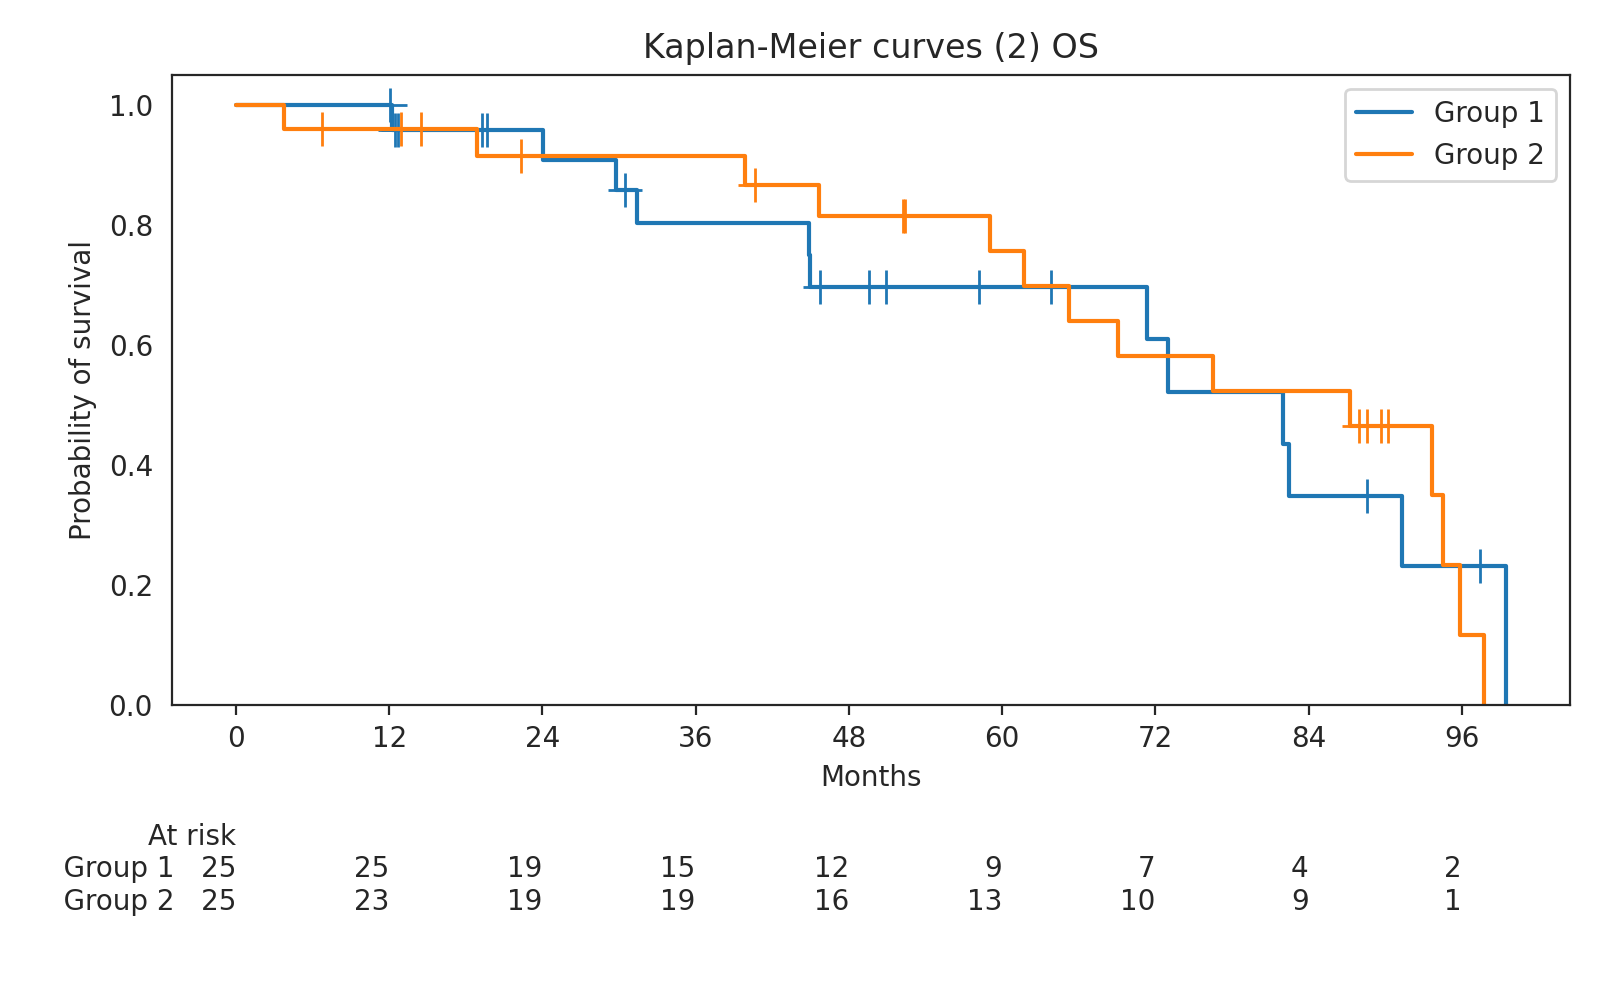 Kaplan-Meier curves (2) OS
Group 1
Group 2
Probability of survival
1.0
0.8
0.6
0.4
0.2
0.0
0 12 24 36 48 60 72 84 96
Months
At risk
Group 1 25 25 19 15 12 9 7 4 2
Group 2 25 23 19 19 16 13 10 9 1